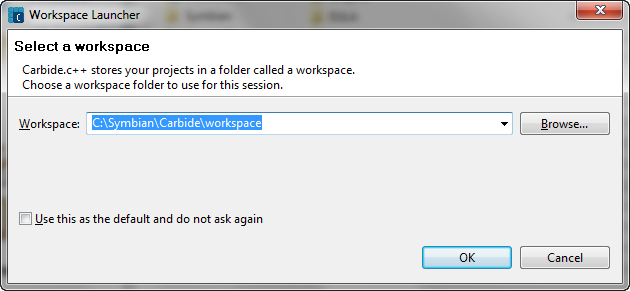 Workspace Launcher
Select a workspace
Carbide.c++ stores your projects in a folder called a workspace.
Choose a workspace folder to use for this session.
Workspace: C:\Symbian\Carbide\workspace Browse...
Use this as the default and do not ask again
OK Cancel